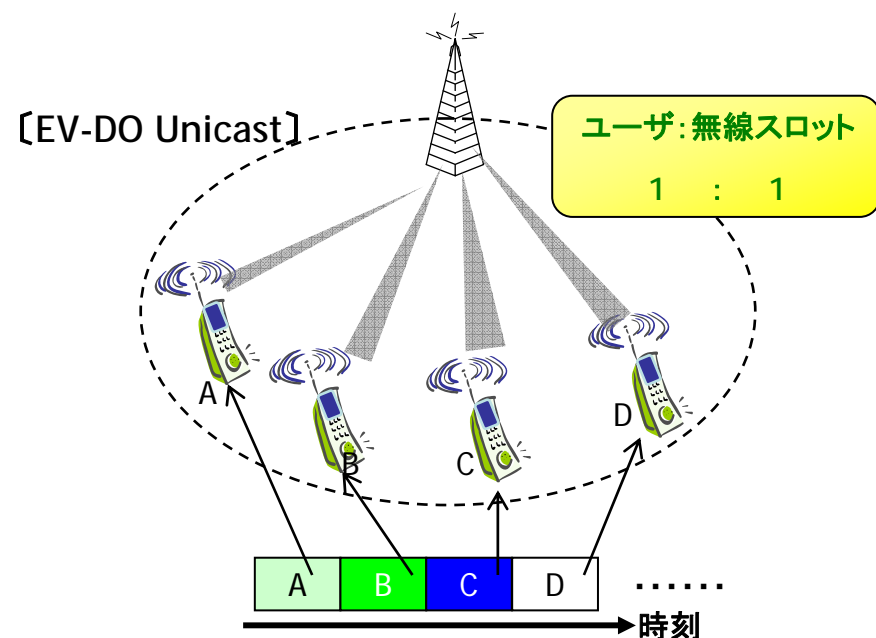 〔EV-DO Unicast〕
ユーザ：無線スロット
1 : 1
A
B
C
D
A B C D ......
時刻